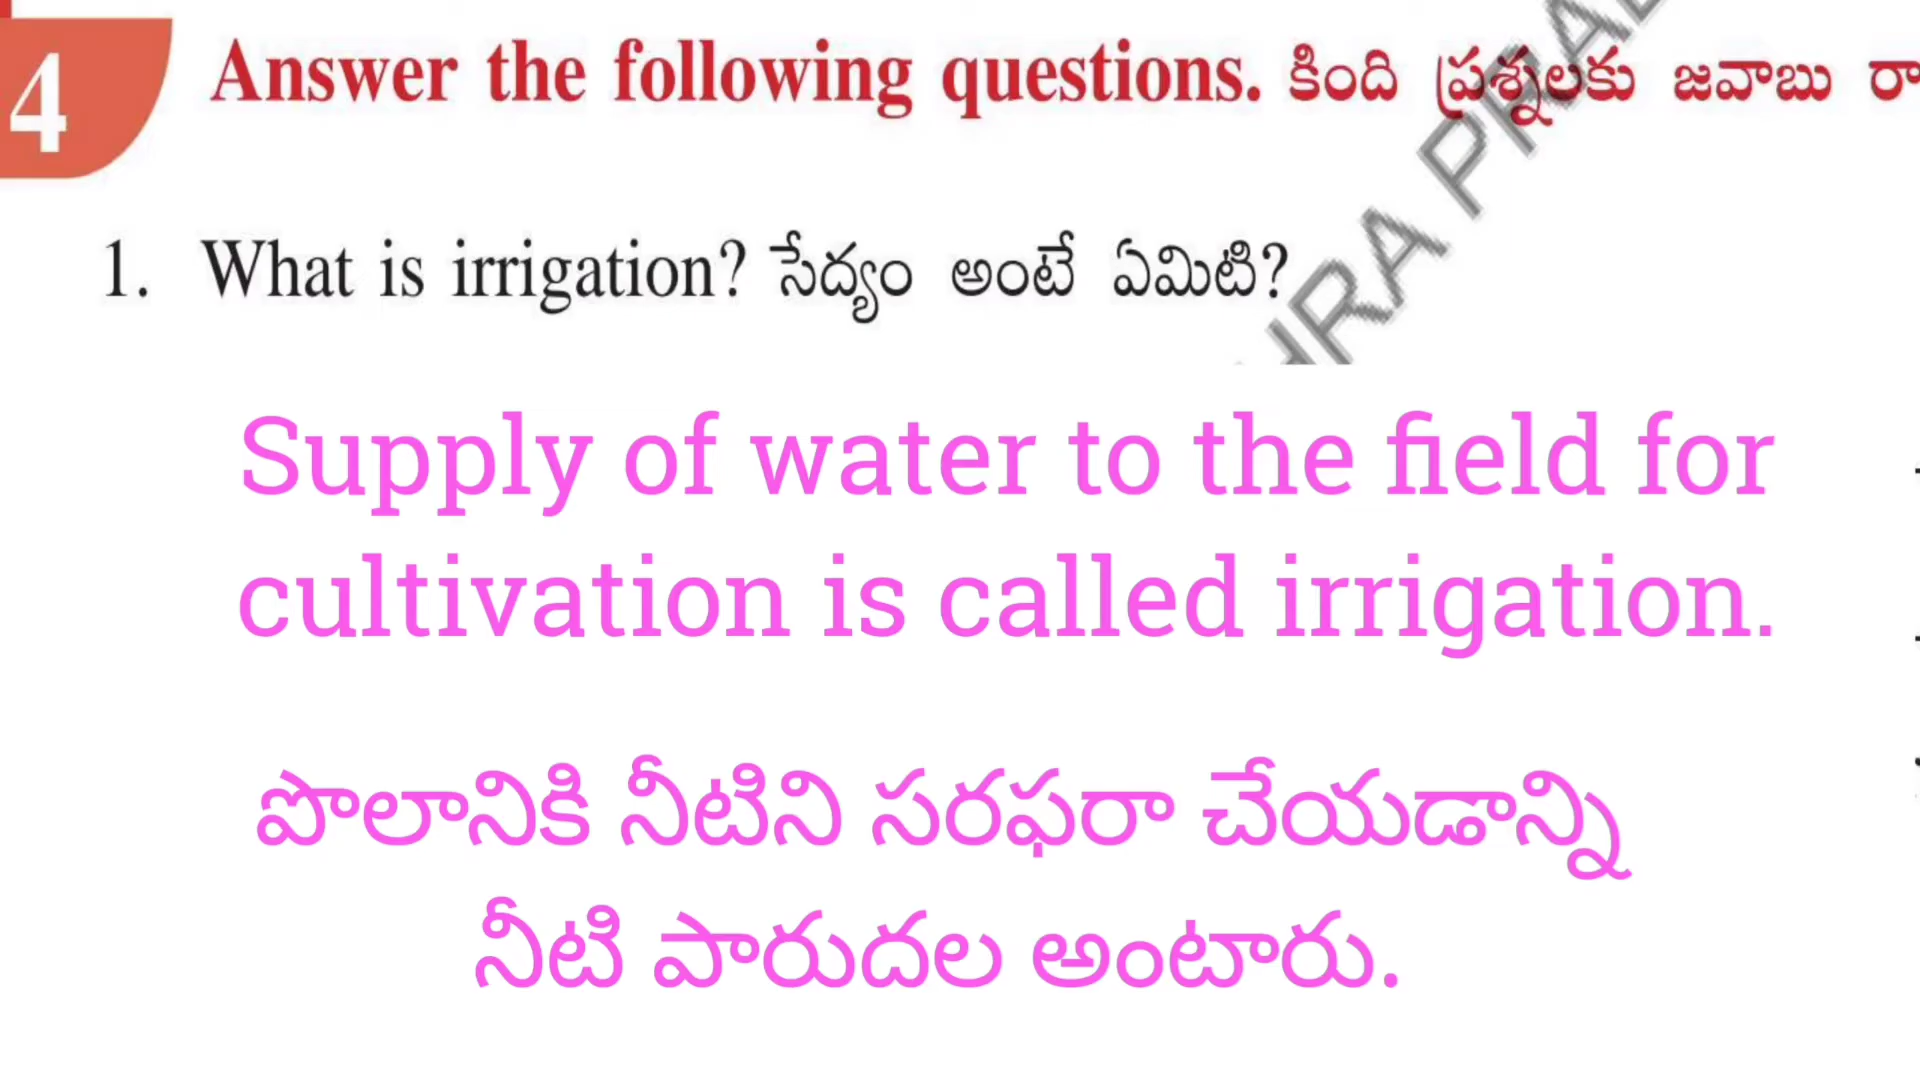 4 Answer the following questions. కింది ప్రశ్నలకు జవాబు రా
1. What is irrigation? సేద్యం అంటే ఏమిటి?
Supply of water to the field for
cultivation is called irrigation.
పొలానికి నీటిని సరఫరా చేయడాన్ని
నీటి పారుదల అంటారు.